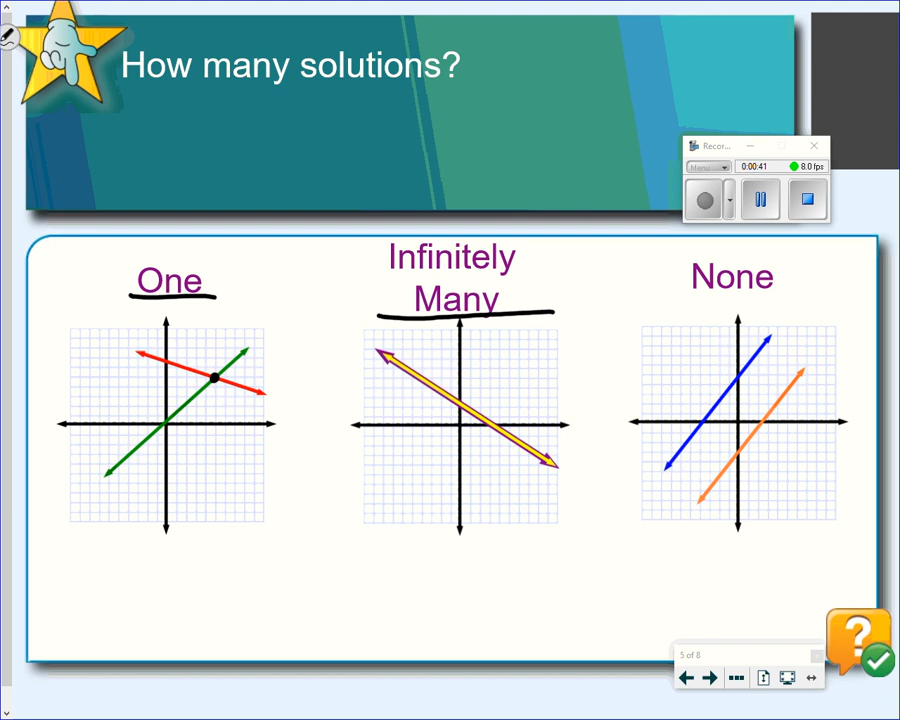 How many solutions?
Recor...
Menu
0:00:41
8.0 fps
One
Infinitely
Many
None
5 of 8